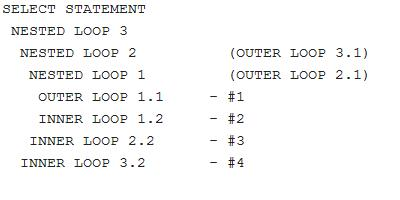 SELECT STATEMENT
NESTED LOOP 3
NESTED LOOP 2 (OUTER LOOP 3.1)
NESTED LOOP 1 (OUTER LOOP 2.1)
OUTER LOOP 1.1 - #1
INNER LOOP 1.2 - #2
INNER LOOP 2.2 - #3
INNER LOOP 3.2 - #4